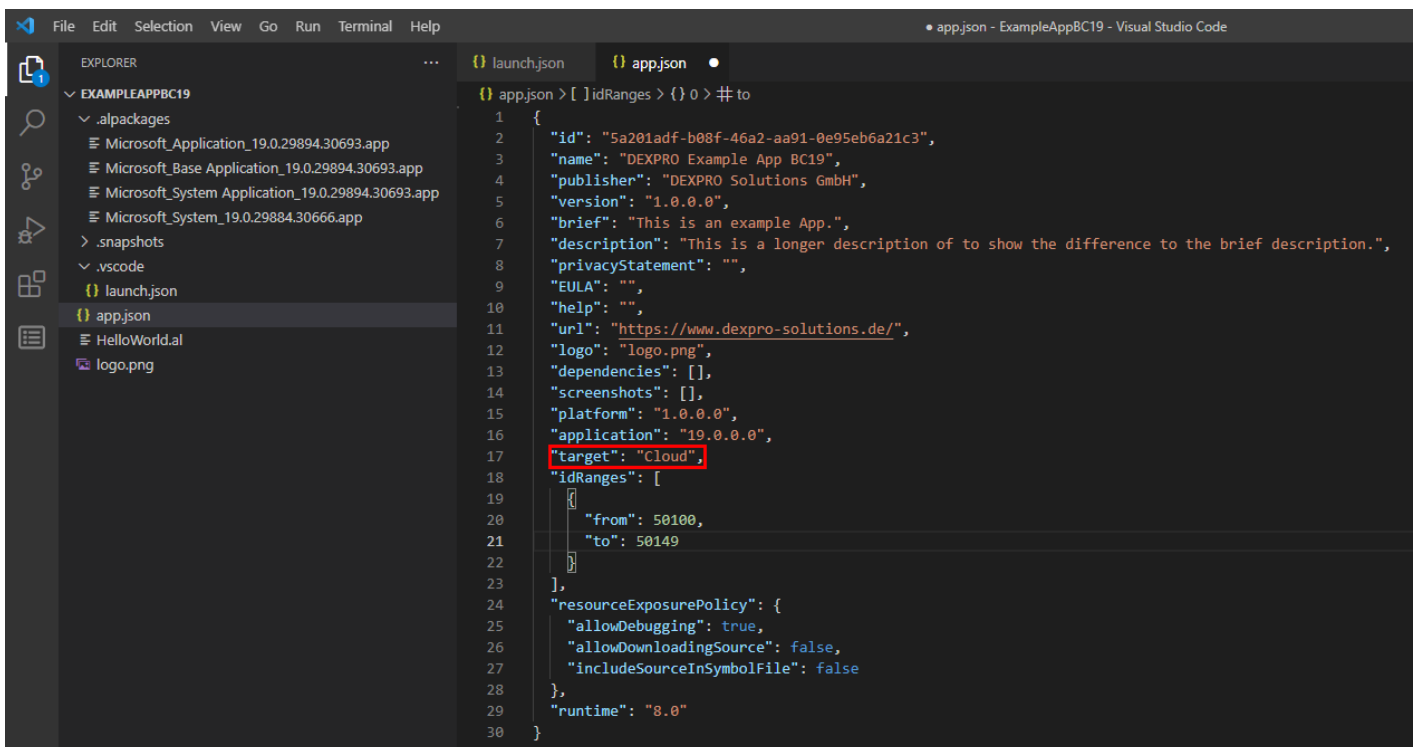 File Edit Selection View Go Run Terminal Help
● app.json - ExampleAppBC19 - Visual Studio Code
1
EXPLORER ...
EXAMPLEAPPBC19
.alpackages
Microsoft_Application_19.0.29894.30693.app
Microsoft_Base Application_19.0.29894.30693.app
Microsoft_System Application_19.0.29894.30693.app
Microsoft_System_19.0.29884.30666.app
.snapshots
.vscode
{} launch.json
{} app.json
HelloWorld.al
logo.png
{} launch.json {} app.json ●
{} app.json > [ ] idRanges > {} 0 > # to
1 {
2 "id": "5a201adf-b08f-46a2-aa91-0e95eb6a21c3",
3 "name": "DEXPRO Example App BC19",
4 "publisher": "DEXPRO Solutions GmbH",
5 "version": "1.0.0.0",
6 "brief": "This is an example App.",
7 "description": "This is a longer description of to show the difference to the brief description.",
8 "privacyStatement": "",
9 "EULA": "",
10 "help": "",
11 "url": "https://www.dexpro-solutions.de/",
12 "logo": "logo.png",
13 "dependencies": [],
14 "screenshots": [],
15 "platform": "1.0.0.0",
16 "application": "19.0.0.0",
17 "target": "Cloud",
18 "idRanges": [
19 {
20 "from": 50100,
21 "to": 50149
22 }
23 ],
24 "resourceExposurePolicy": {
25 "allowDebugging": true,
26 "allowDownloadingSource": false,
27 "includeSourceInSymbolFile": false
28 },
29 "runtime": "8.0"
30 }